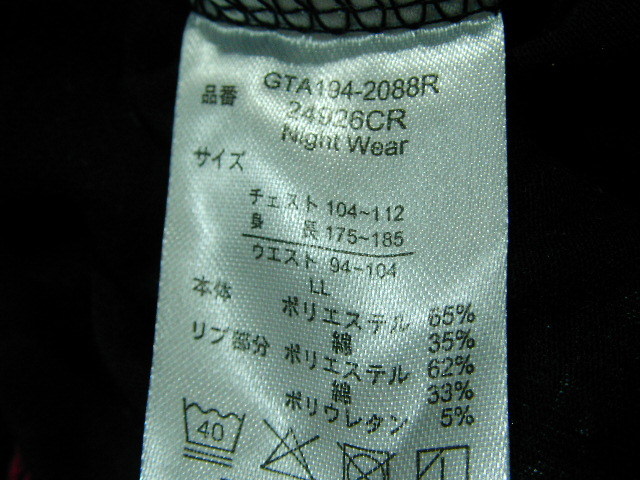 品番 GTA194-2088R
24926CR
Night Wear
サイズ
チェスト 104~112
身 長 175~185
ウエスト 94~104
LL
本体 ポリエステル 65%
綿 35%
リブ部分 ポリエステル 62%
綿 33%
ポリウレタン 5%
40